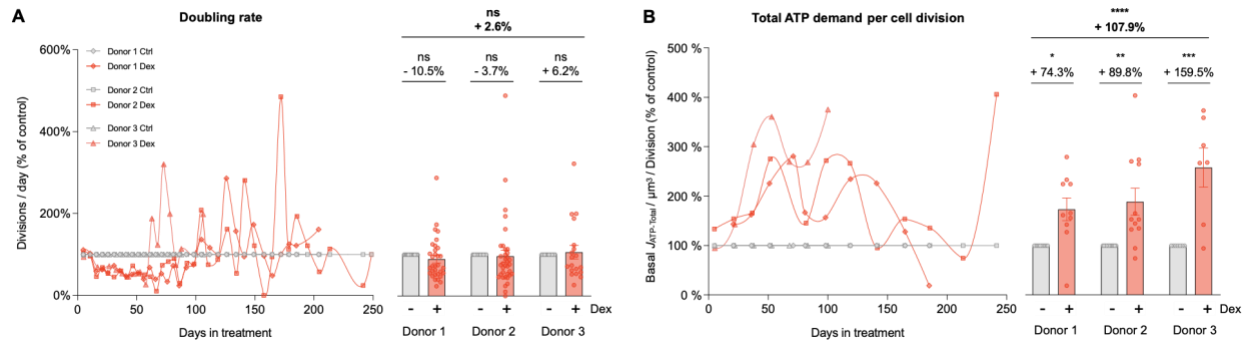 A
Doubling rate
ns
+ 2.6%
Divisions / day (% of control)
600%
400%
200%
100%
0%
Donor 1 Ctrl
Donor 1 Dex
Donor 2 Ctrl
Donor 2 Dex
Donor 3 Ctrl
Donor 3 Dex
0
50
100
150
200
250
Days in treatment
ns
- 10.5%
ns
- 3.7%
ns
+ 6.2%
- + - + - + Dex
Donor 1 Donor 2 Donor 3
B
Total ATP demand per cell division
****
+ 107.9%
Basal JATP-Total / µm³ / Division (% of control)
500 %
400 %
300 %
200 %
100 %
0 %
0
50
100
150
200
250
Days in treatment
*
+ 74.3%
**
+ 89.8%
***
+ 159.5%
- + - + - + Dex
Donor 1 Donor 2 Donor 3